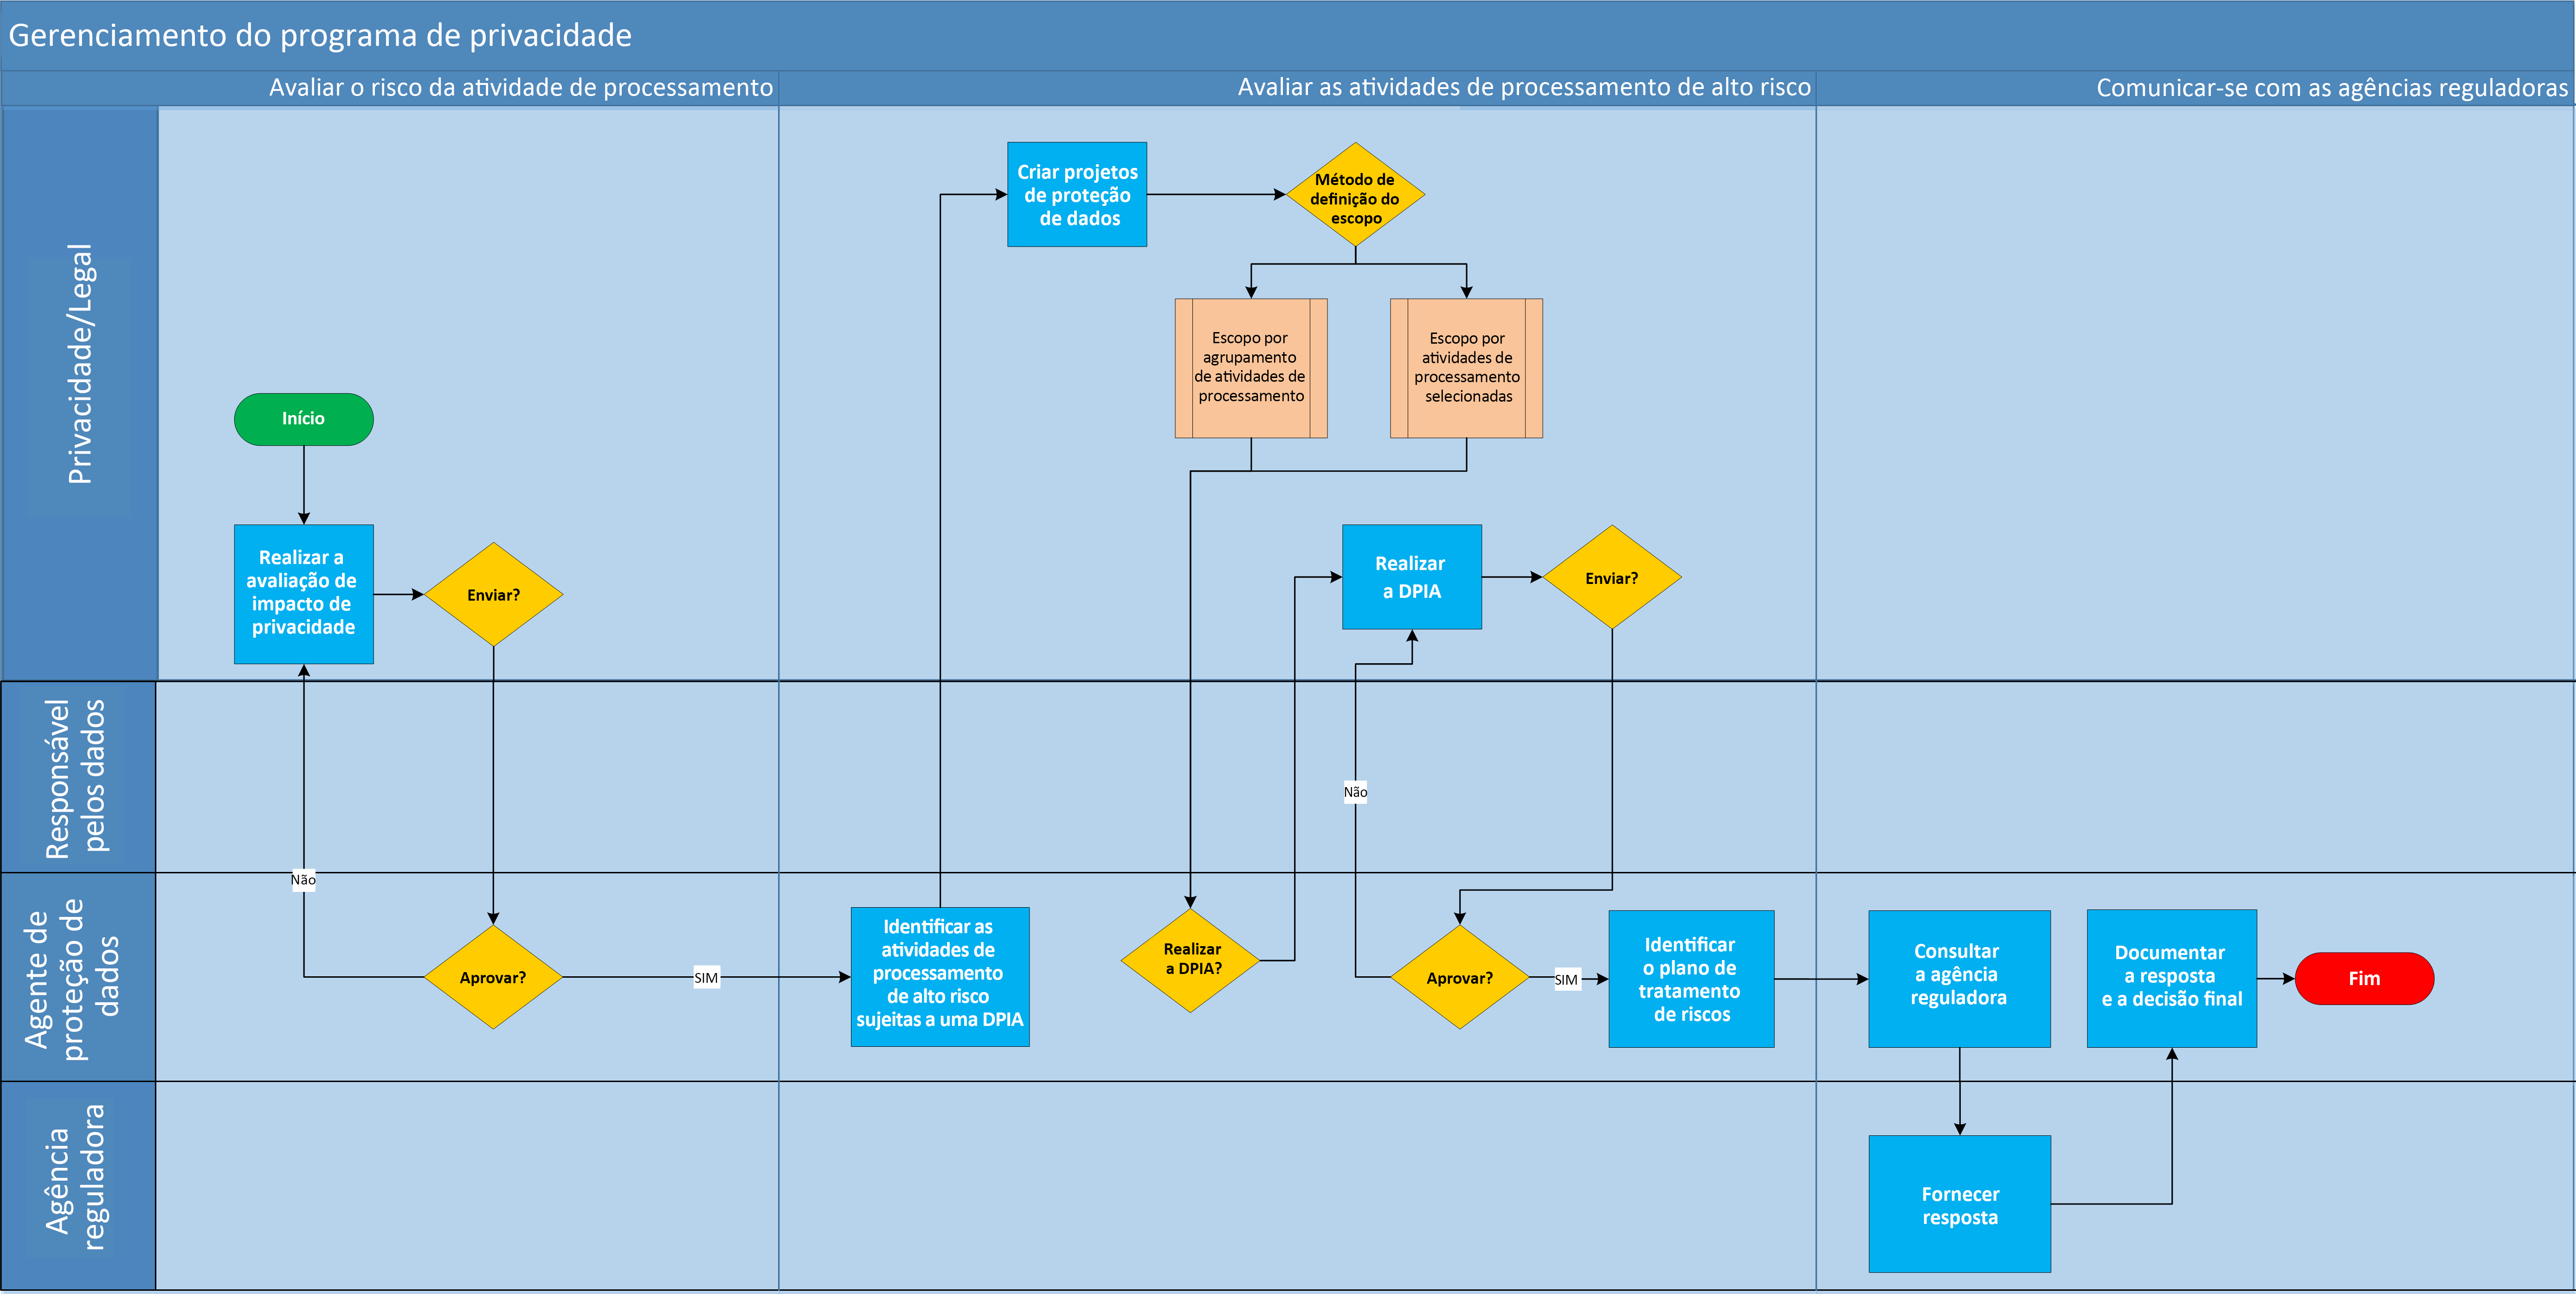 Gerenciamento do programa de privacidade
Avaliar o risco da atividade de processamento
Avaliar as atividades de processamento de alto risco
Comunicar-se com as agências reguladoras
Privacidade/Legal
Início
Realizar a
avaliação de
impacto de
privacidade
Enviar?
Criar projetos
de proteção
de dados
Método de
definição do
escopo
Escopo por
agrupamento
de atividades de
processamento
Escopo por
atividades de
processamento
selecionadas
Realizar
a DPIA
Enviar?
Responsável
pelos dados
Não
Não
Agente de
proteção de
dados
Aprovar?
SIM
Identificar as
atividades de
processamento
de alto risco
sujeitas a uma DPIA
Realizar
a DPIA?
Aprovar?
SIM
Identificar
o plano de
tratamento
de riscos
Consultar
a agência
reguladora
Documentar
a resposta
e a decisão final
Fim
Agência
reguladora
Fornecer
resposta